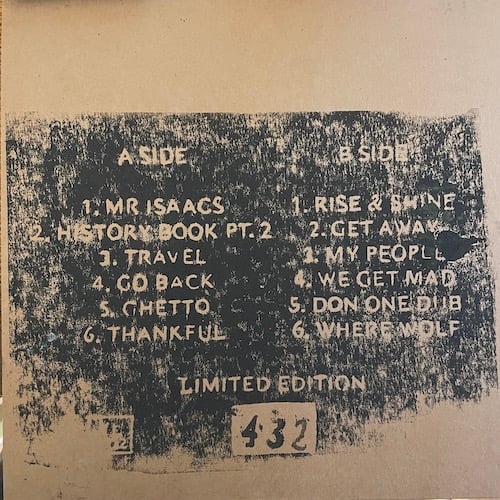 A SIDE
1. MR ISAACS
2. HISTORY BOOK PT. 2
3. TRAVEL
4. GO BACK
5. GHETTO
6. THANKFUL
B SIDE
1. RISE & SHINE
2. GET AWAY
3. MY PEOPLE
4. WE GET MAD
5. DON ONE DUB
6. WHERE WOLF
LIMITED EDITION
432